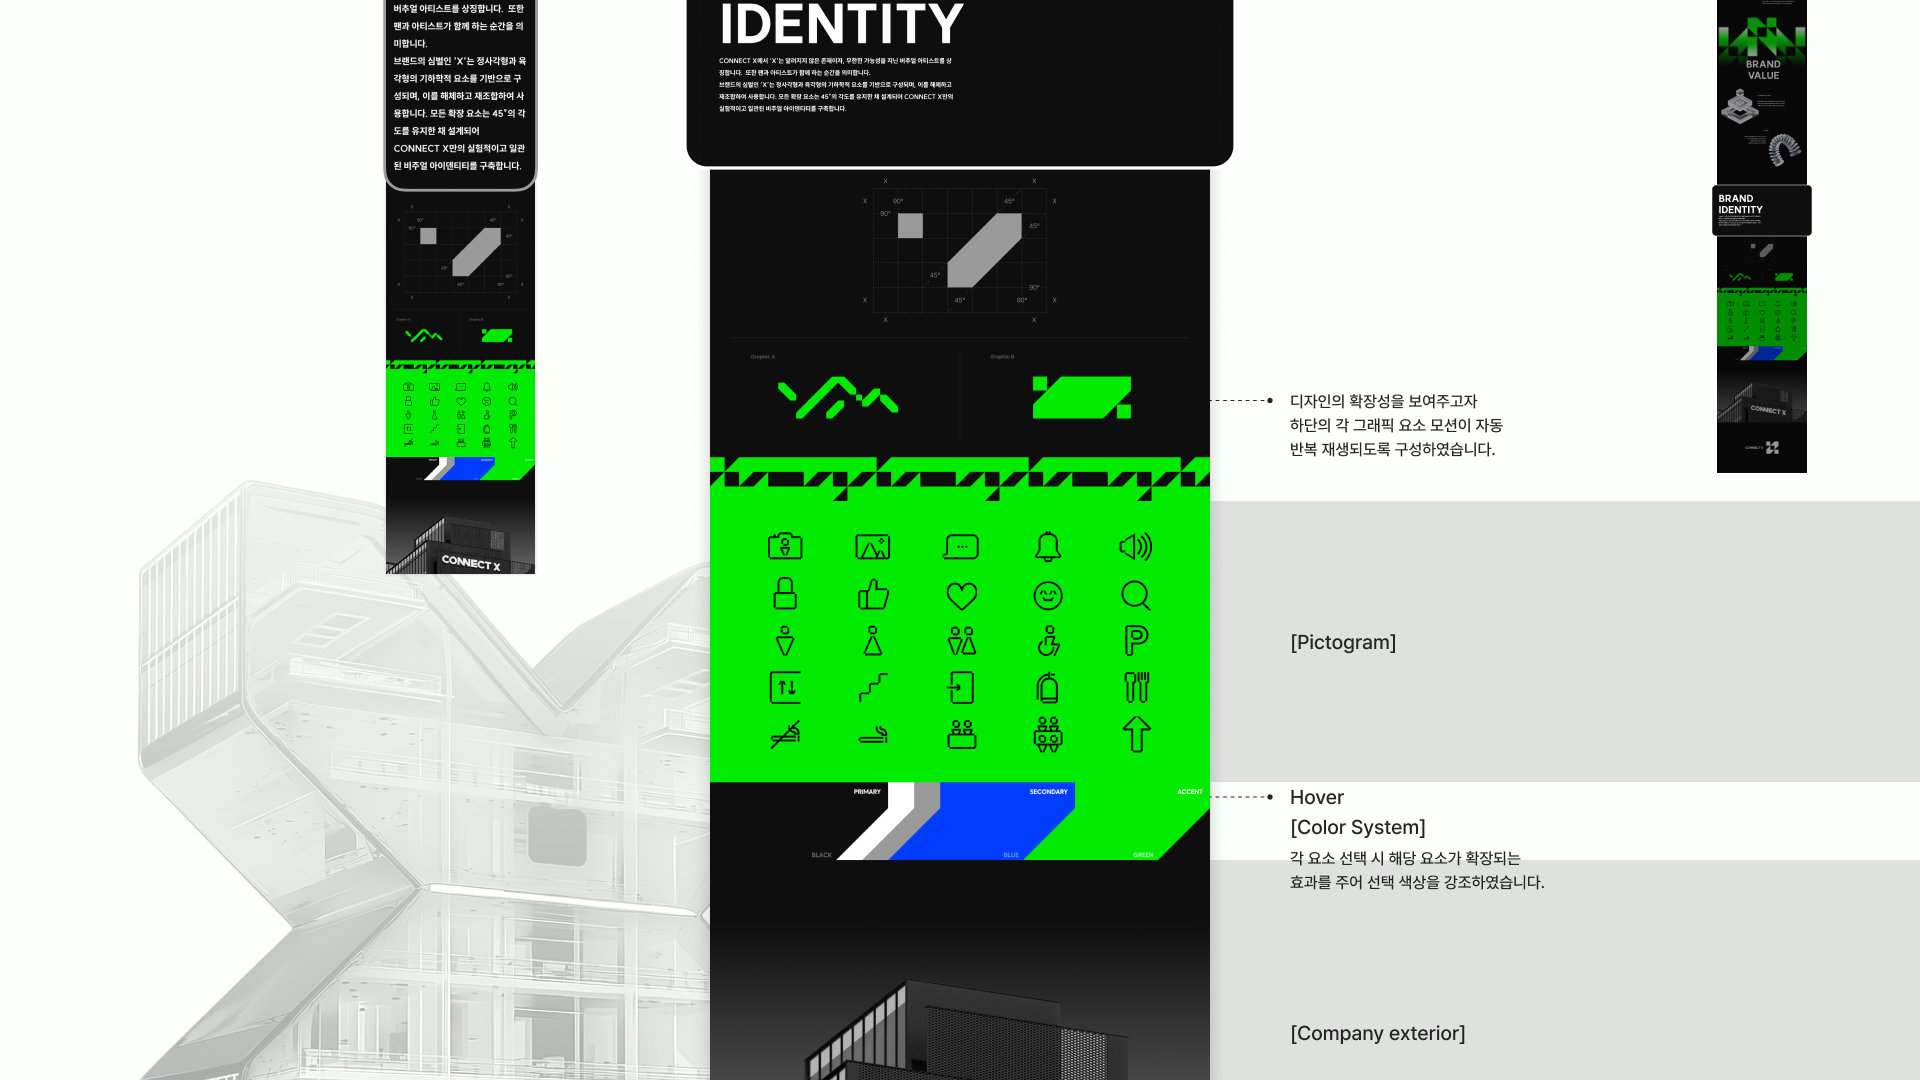 버추얼 아티스트를 상징합니다. 또한
팬과 아티스트가 함께 하는 순간을 의
미합니다.
브랜드의 심벌인 'X'는 정사각형과 육
각형의 기하학적 요소를 기반으로 구
성되며, 이를 해체하고 재조합하여 사
용합니다. 모든 확장 요소는 45°의 각
도를 유지한 채 설계되어
CONNECT X만의 실험적이고 일관
된 비주얼 아이덴티티를 구축합니다.
CONNECT X
IDENTITY
CONNECT X에서 'X'는 알려지지 않은 존재이자, 무한한 가능성을 지닌 버추얼 아티스트를 상
징합니다. 또한 팬과 아티스트가 함께 하는 순간을 의미합니다.
브랜드의 심벌인 'X'는 정사각형과 육각형의 기하학적 요소를 기반으로 구성되며, 이를 해체하고
재조합하여 사용합니다. 모든 확장 요소는 45°의 각도를 유지한 채 설계되어 CONNECT X만의
실험적이고 일관된 비주얼 아이덴티티를 구축합니다.
X X
X 90° 45° X
90° 45°
45° 90°
X 45° 90° X
X X
Graphic A Graphic B
P
PRIMARY SECONDARY ACCENT
BLACK BLUE GREEN
디자인의 확장성을 보여주고자
하단의 각 그래픽 요소 모션이 자동
반복 재생되도록 구성하였습니다.
[Pictogram]
Hover
[Color System]
각 요소 선택 시 해당 요소가 확장되는
효과를 주어 선택 색상을 강조하였습니다.
[Company exterior]
BRAND
VALUE
BRAND
IDENTITY
CONNECT X
CONNECT X